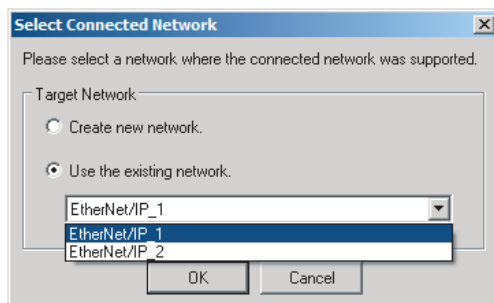 Select Connected Network
Please select a network where the connected network was supported.
Target Network
Create new network.
Use the existing network.
EtherNet/IP_1
EtherNet/IP_1
EtherNet/IP_2
OK
Cancel